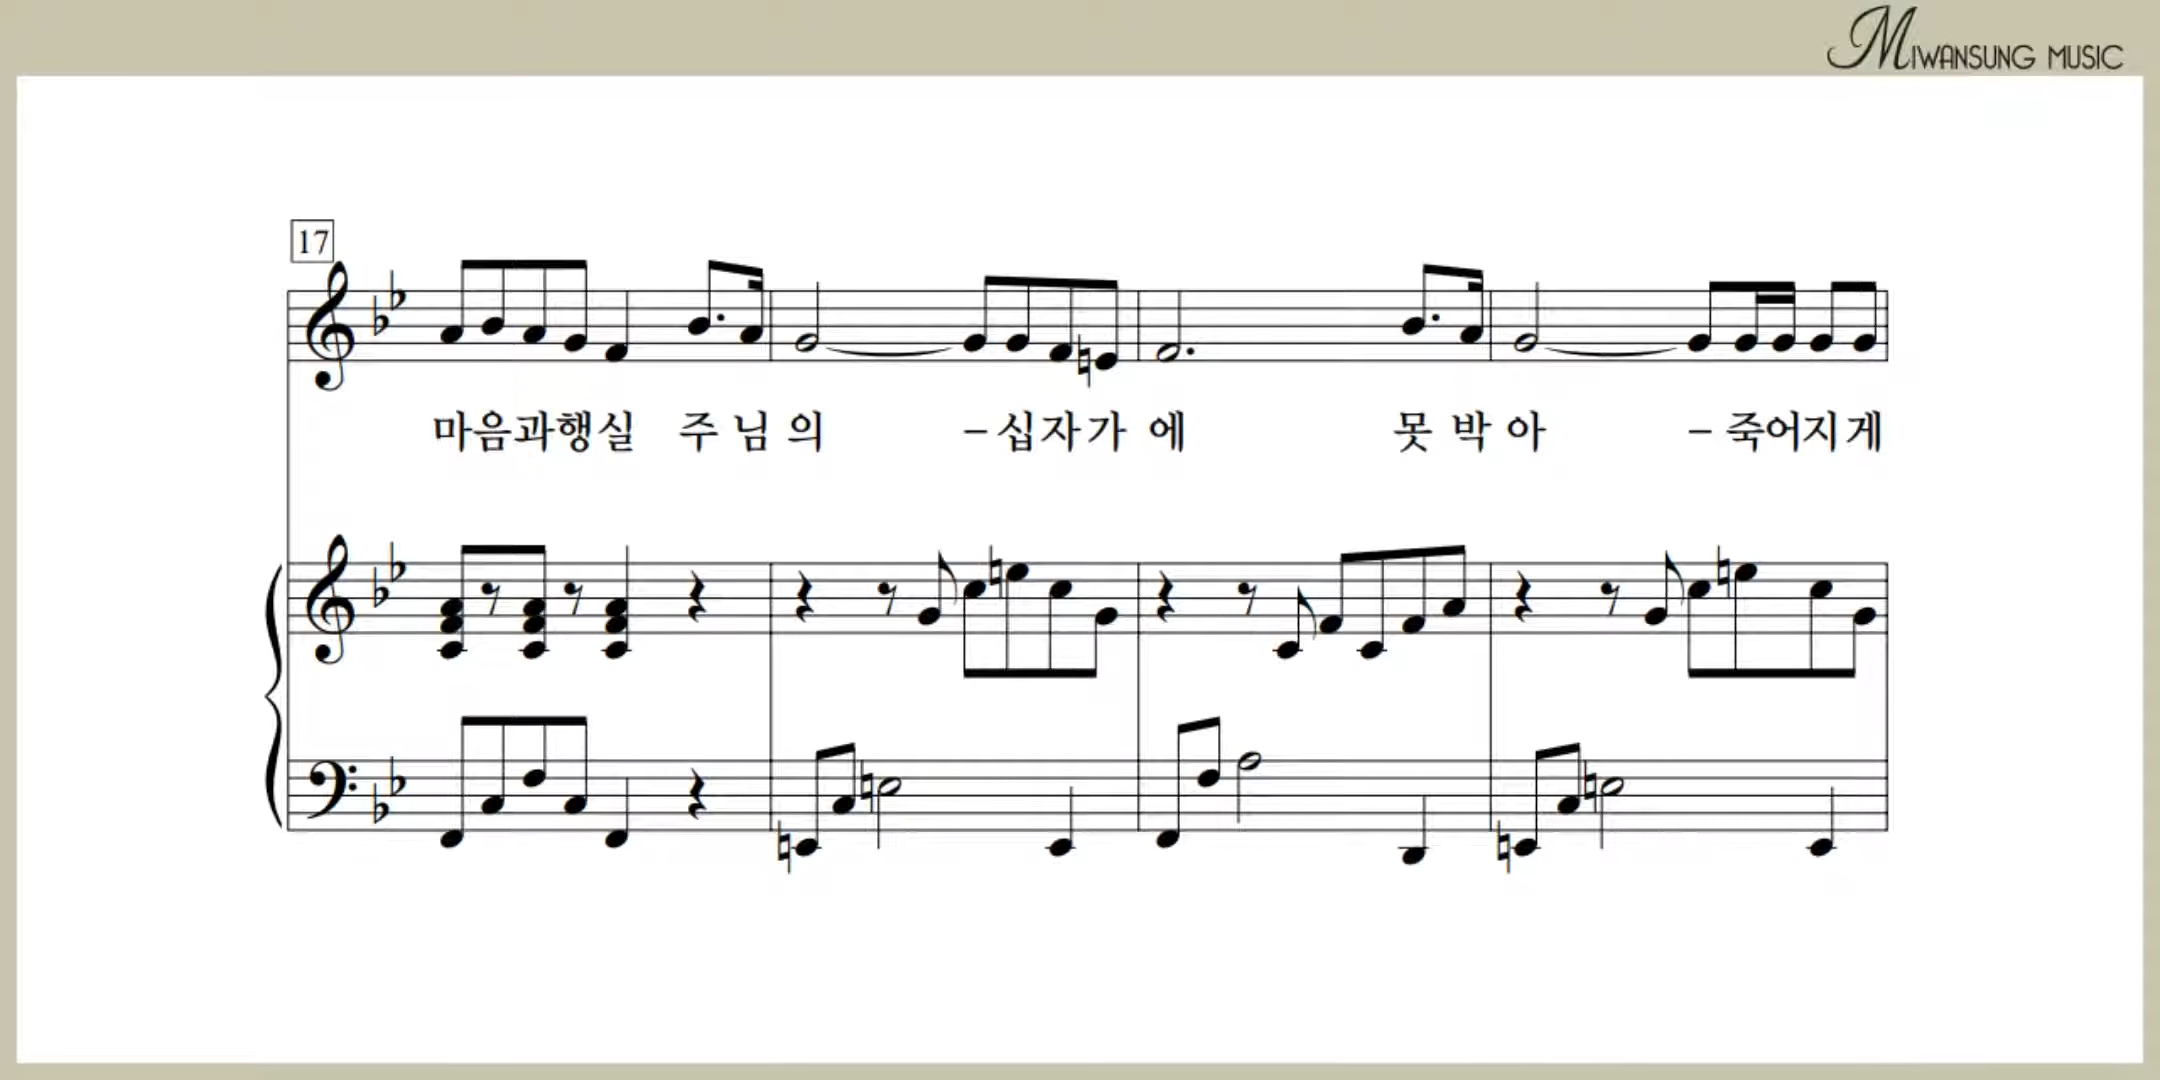 MIWANSUNG MUSIC
17
마음과행실 주 님 의 –십자가 에 못 박 아 –죽어지게